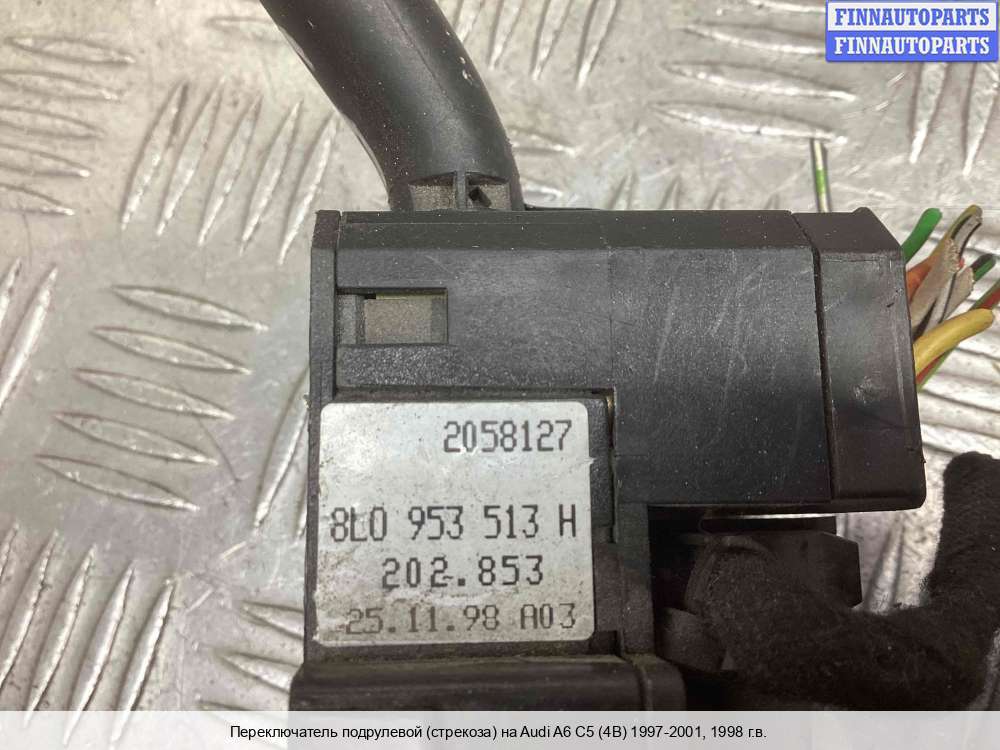 FINNAUTOPARTS
FINNAUTOPARTS
2058127
8L0 953 513 H
202.853
25.11.98 A03
Переключатель подрулевой (стрекоза) на Audi A6 C5 (4B) 1997-2001, 1998 г.в.